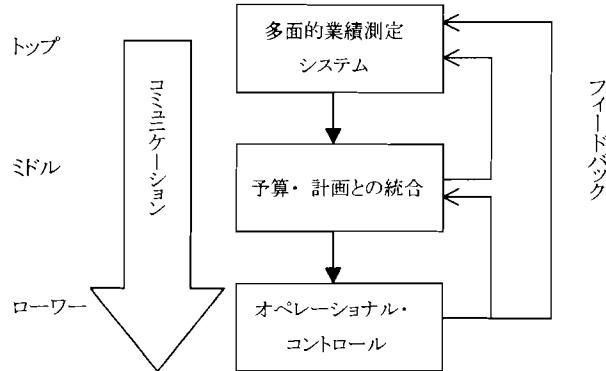 トップ
多面的業績測定
システム
コミュニケーション
フィードバック
ミドル
予算・計画との統合
ローワー
オペレーショナル・
コントロール